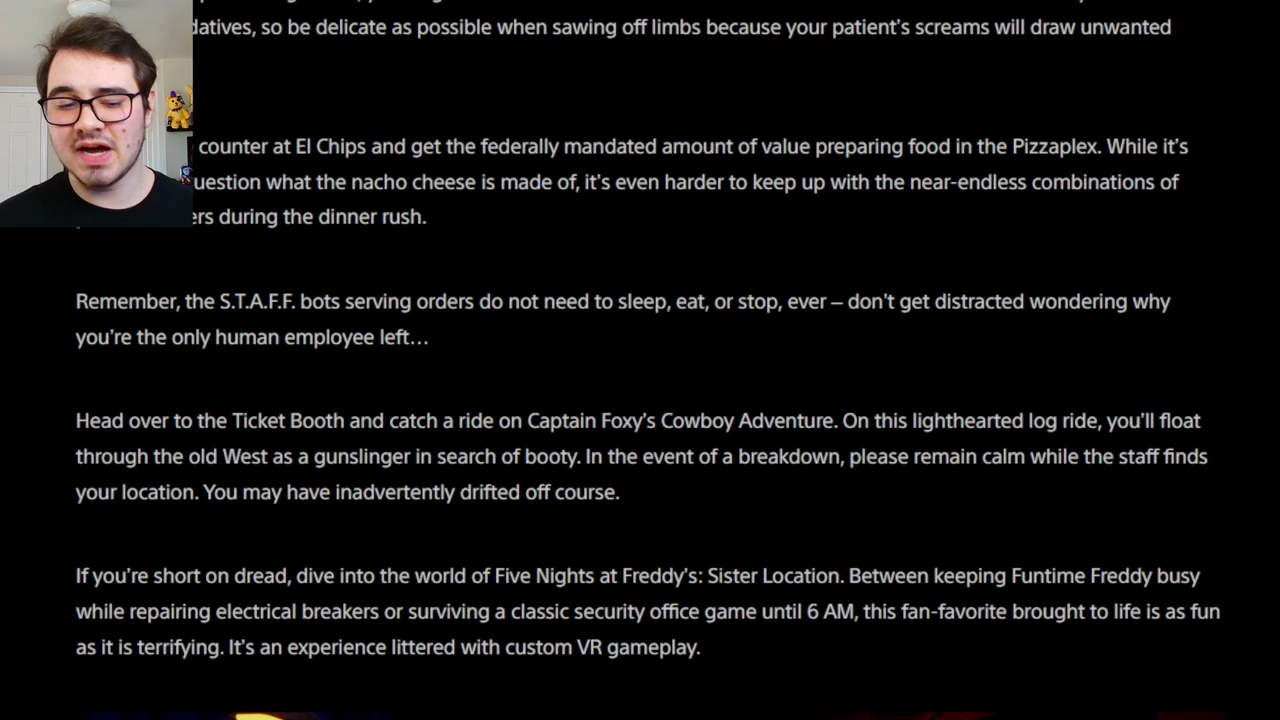 datives, so be delicate as possible when sawing off limbs because your patient's screams will draw unwanted
counter at El Chips and get the federally mandated amount of value preparing food in the Pizzaplex. While it's
uestion what the nacho cheese is made of, it's even harder to keep up with the near-endless combinations of
ers during the dinner rush.
Remember, the S.T.A.F.F. bots serving orders do not need to sleep, eat, or stop, ever – don't get distracted wondering why
you're the only human employee left…
Head over to the Ticket Booth and catch a ride on Captain Foxy's Cowboy Adventure. On this lighthearted log ride, you'll float
through the old West as a gunslinger in search of booty. In the event of a breakdown, please remain calm while the staff finds
your location. You may have inadvertently drifted off course.
If you're short on dread, dive into the world of Five Nights at Freddy's: Sister Location. Between keeping Funtime Freddy busy
while repairing electrical breakers or surviving a classic security office game until 6 AM, this fan-favorite brought to life is as fun
as it is terrifying. It's an experience littered with custom VR gameplay.